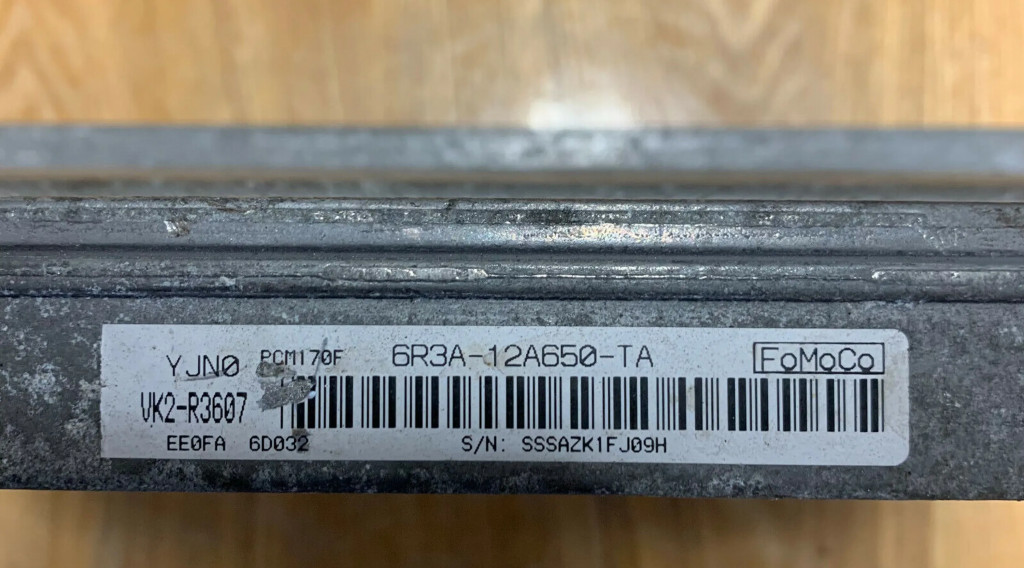 YJN0 PCM170F 6R3A-12A650-TA FoMoCo
VK2-R3607
EE0FA 6D032 S/N: SSSAZK1FJ09H